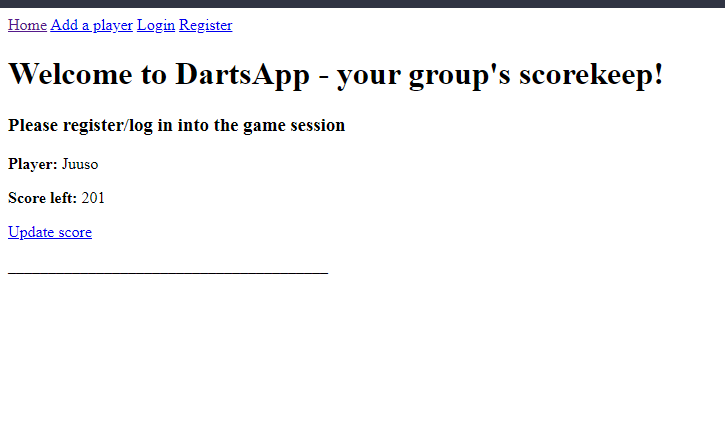 Home Add a player Login Register
Welcome to DartsApp - your group's scorekeep!
Please register/log in into the game session
Player: Juuso
Score left: 201
Update score
________________________________________